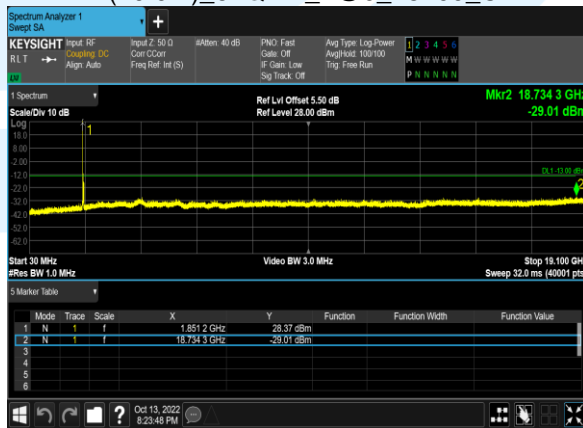 Spectrum Analyzer 1
Swept SA
+
KEYSIGHT
RLT
Input: RF
Coupling: DC
Align: Auto
Input Z: 50 Ω
Corr CCorr
Freq Ref: Int (S)
#Atten: 40 dB
PNO: Fast
Gate: Off
IF Gain: Low
Sig Track: Off
Avg Type: Log-Power
Avg|Hold: 100/100
Trig: Free Run
1 2 3 4 5 6
M W W W W W
P N N N N N
1 Spectrum
Scale/Div 10 dB
Ref Lvl Offset 5.50 dB
Ref Level 28.00 dBm
Mkr2 18.734 3 GHz
-29.01 dBm
Log
18.0
8.00
-2.00
-12.0
-22.0
-32.0
-42.0
-52.0
-62.0
1
DL1 -13.00 dBm
2
Start 30 MHz
#Res BW 1.0 MHz
Video BW 3.0 MHz
Stop 19.100 GHz
Sweep 32.0 ms (40001 pts)
5 Marker Table
Mode Trace Scale X Y Function Function Width Function Value
1 N 1 f 1.851 2 GHz 28.37 dBm
2 N 1 f 18.734 3 GHz -29.01 dBm
3
4
5
6
?
Oct 13, 2022
8:23:48 PM